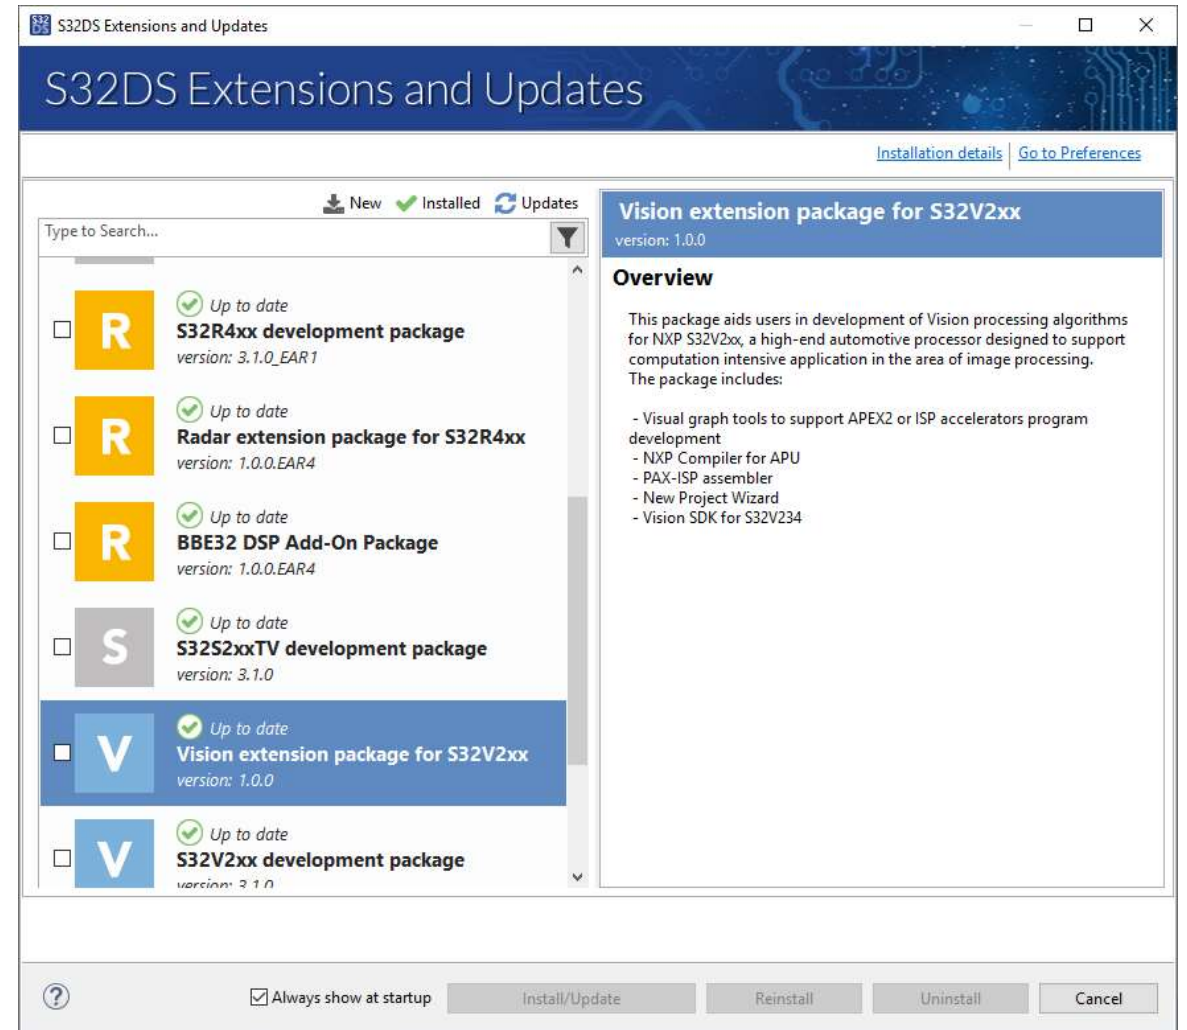 S32DS Extensions and Updates
S32DS Extensions and Updates
Installation details Go to Preferences
New Installed Updates
Type to Search...
R
Up to date
S32R4xx development package
version: 3.1.0_EAR1
R
Up to date
Radar extension package for S32R4xx
version: 1.0.0.EAR4
R
Up to date
BBE32 DSP Add-On Package
version: 1.0.0.EAR4
S
Up to date
S32S2xxTV development package
version: 3.1.0
V
Up to date
Vision extension package for S32V2xx
version: 1.0.0
V
Up to date
S32V2xx development package
version: 3.1.0
Vision extension package for S32V2xx
version: 1.0.0
Overview
This package aids users in development of Vision processing algorithms
for NXP S32V2xx, a high-end automotive processor designed to support
computation intensive application in the area of image processing.
The package includes:
- Visual graph tools to support APEX2 or ISP accelerators program
development
- NXP Compiler for APU
- PAX-ISP assembler
- New Project Wizard
- Vision SDK for S32V234
? Always show at startup Install/Update Reinstall Uninstall Cancel